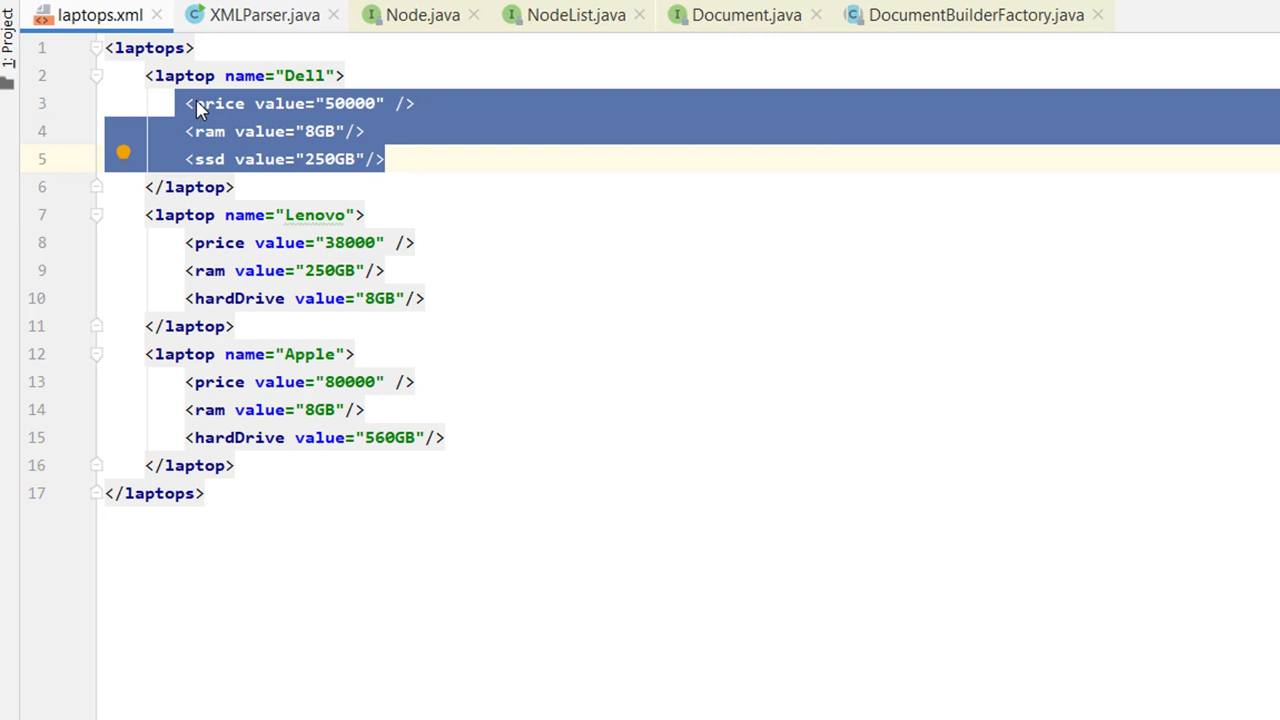 laptops.xml XMLParser.java Node.java NodeList.java Document.java DocumentBuilderFactory.java
1: Project
1 <laptops>
2 <laptop name="Dell">
3 <price value="50000" />
4 <ram value="8GB"/>
5 <ssd value="250GB"/>
6 </laptop>
7 <laptop name="Lenovo">
8 <price value="38000" />
9 <ram value="250GB"/>
10 <hardDrive value="8GB"/>
11 </laptop>
12 <laptop name="Apple">
13 <price value="80000" />
14 <ram value="8GB"/>
15 <hardDrive value="560GB"/>
16 </laptop>
17 </laptops>